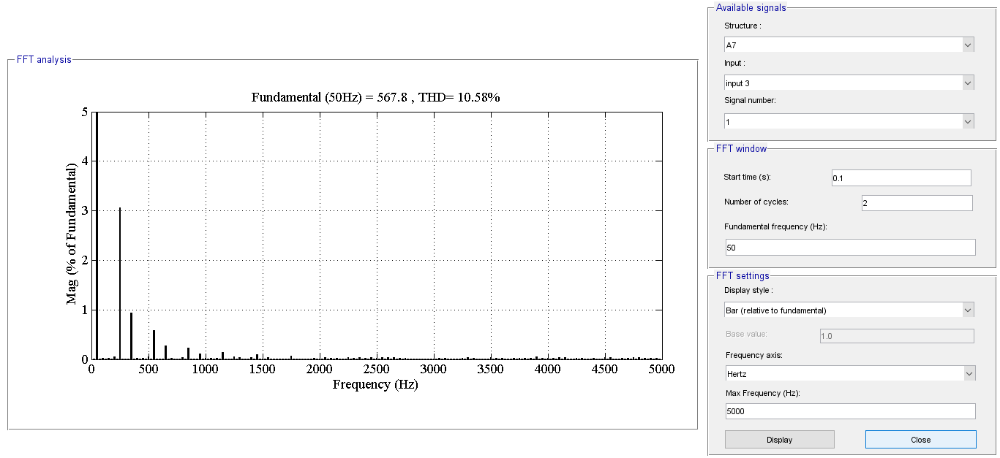 FFT analysis
Fundamental (50Hz) = 567.8 , THD= 10.58%
5
4
3
2
1
0
Mag (% of Fundamental)
0 500 1000 1500 2000 2500 3000 3500 4000 4500 5000
Frequency (Hz)
Available signals
Structure :
A7
Input :
input 3
Signal number:
1
FFT window
Start time (s): 0.1
Number of cycles: 2
Fundamental frequency (Hz):
50
FFT settings
Display style :
Bar (relative to fundamental)
Base value: 1.0
Frequency axis:
Hertz
Max Frequency (Hz):
5000
Display Close